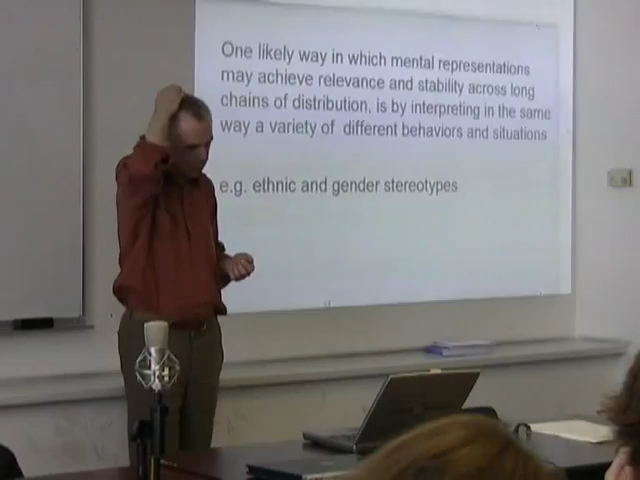 One likely way in which mental representations
may achieve relevance and stability across long
chains of distribution, is by interpreting in the same
way a variety of different behaviors and situations
e.g. ethnic and gender stereotypes